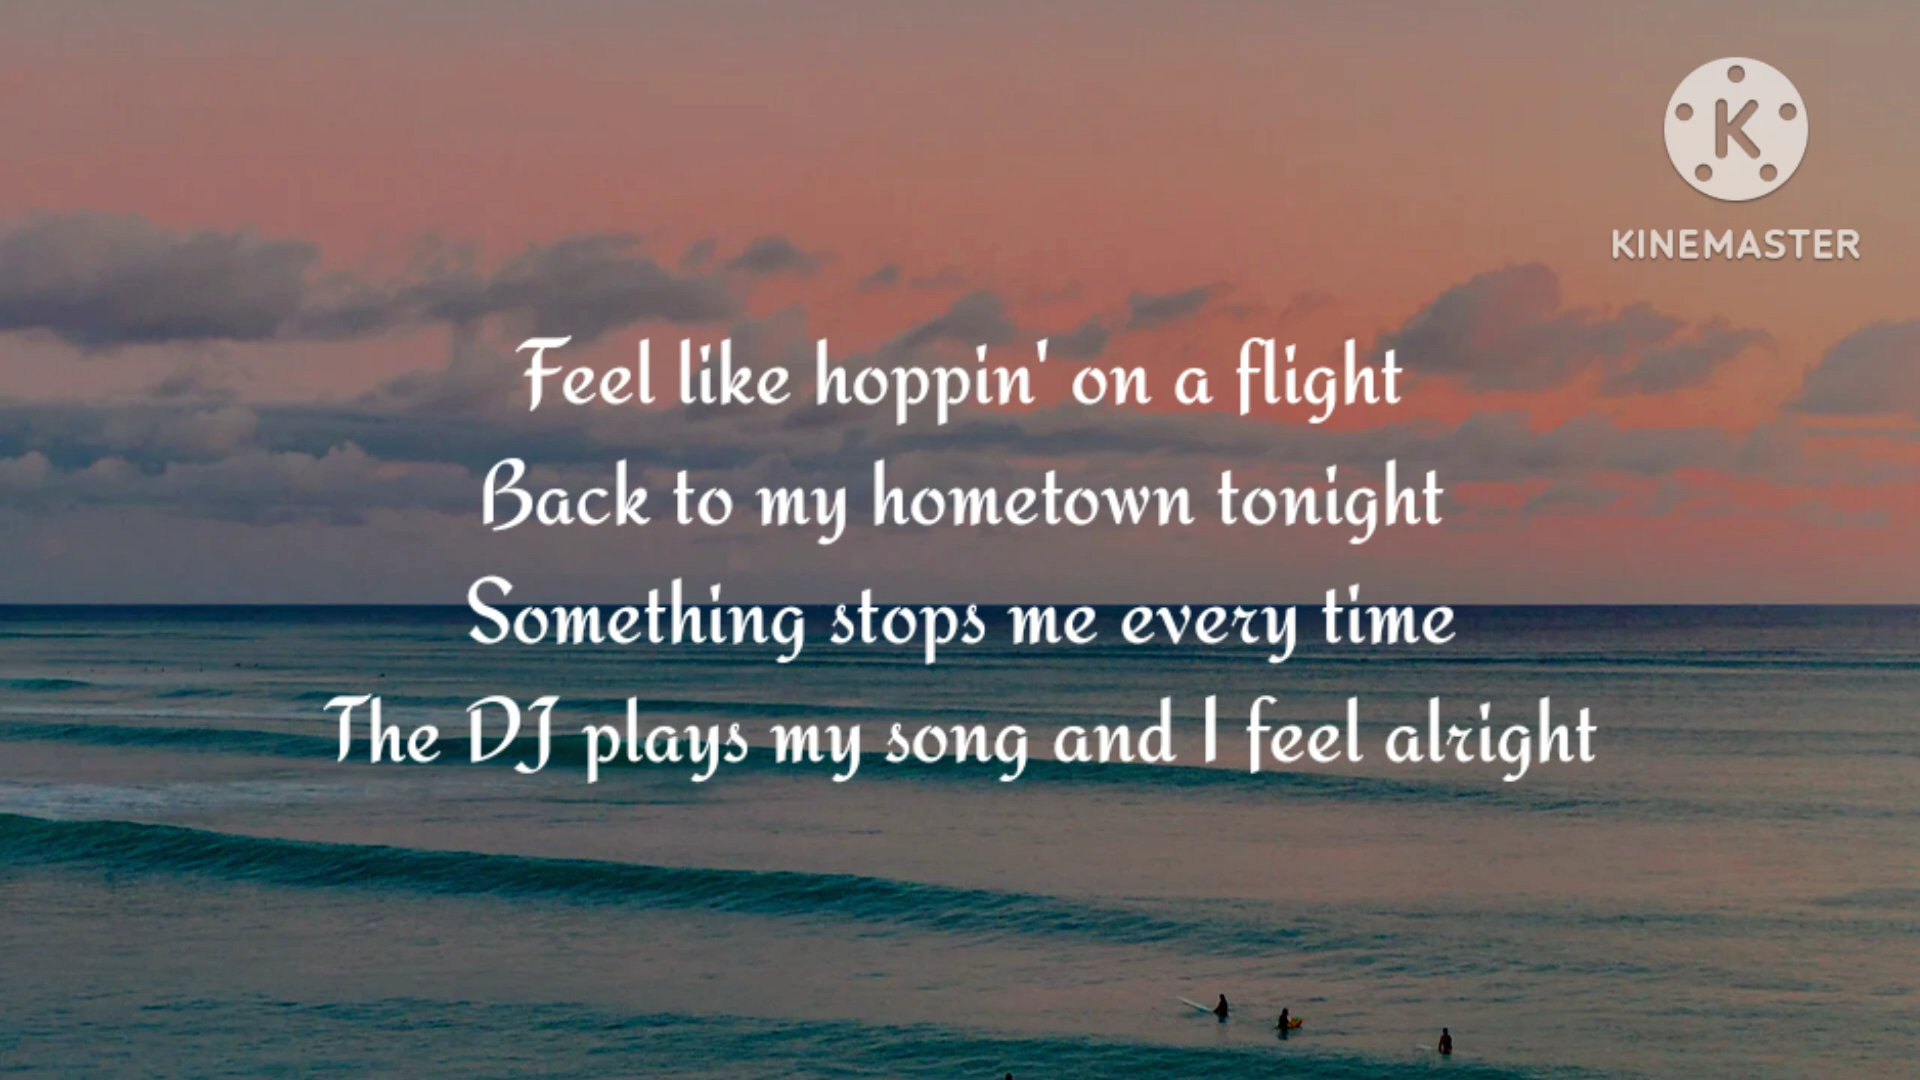 KINEMASTER
Feel like hoppin' on a flight
Back to my hometown tonight
Something stops me every time
The DJ plays my song and I feel alright